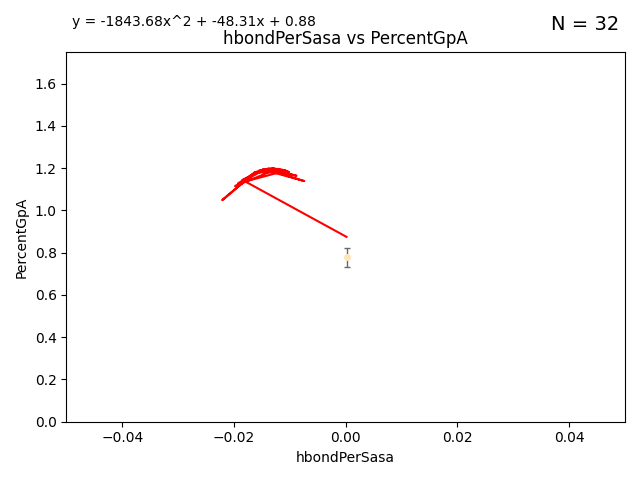 y = -1843.68x^2 + -48.31x + 0.88
N = 32
hbondPerSasa vs PercentGpA
1.6
1.4
1.2
1.0
0.8
0.6
0.4
0.2
0.0
PercentGpA
−0.04
−0.02
0.00
0.02
0.04
hbondPerSasa